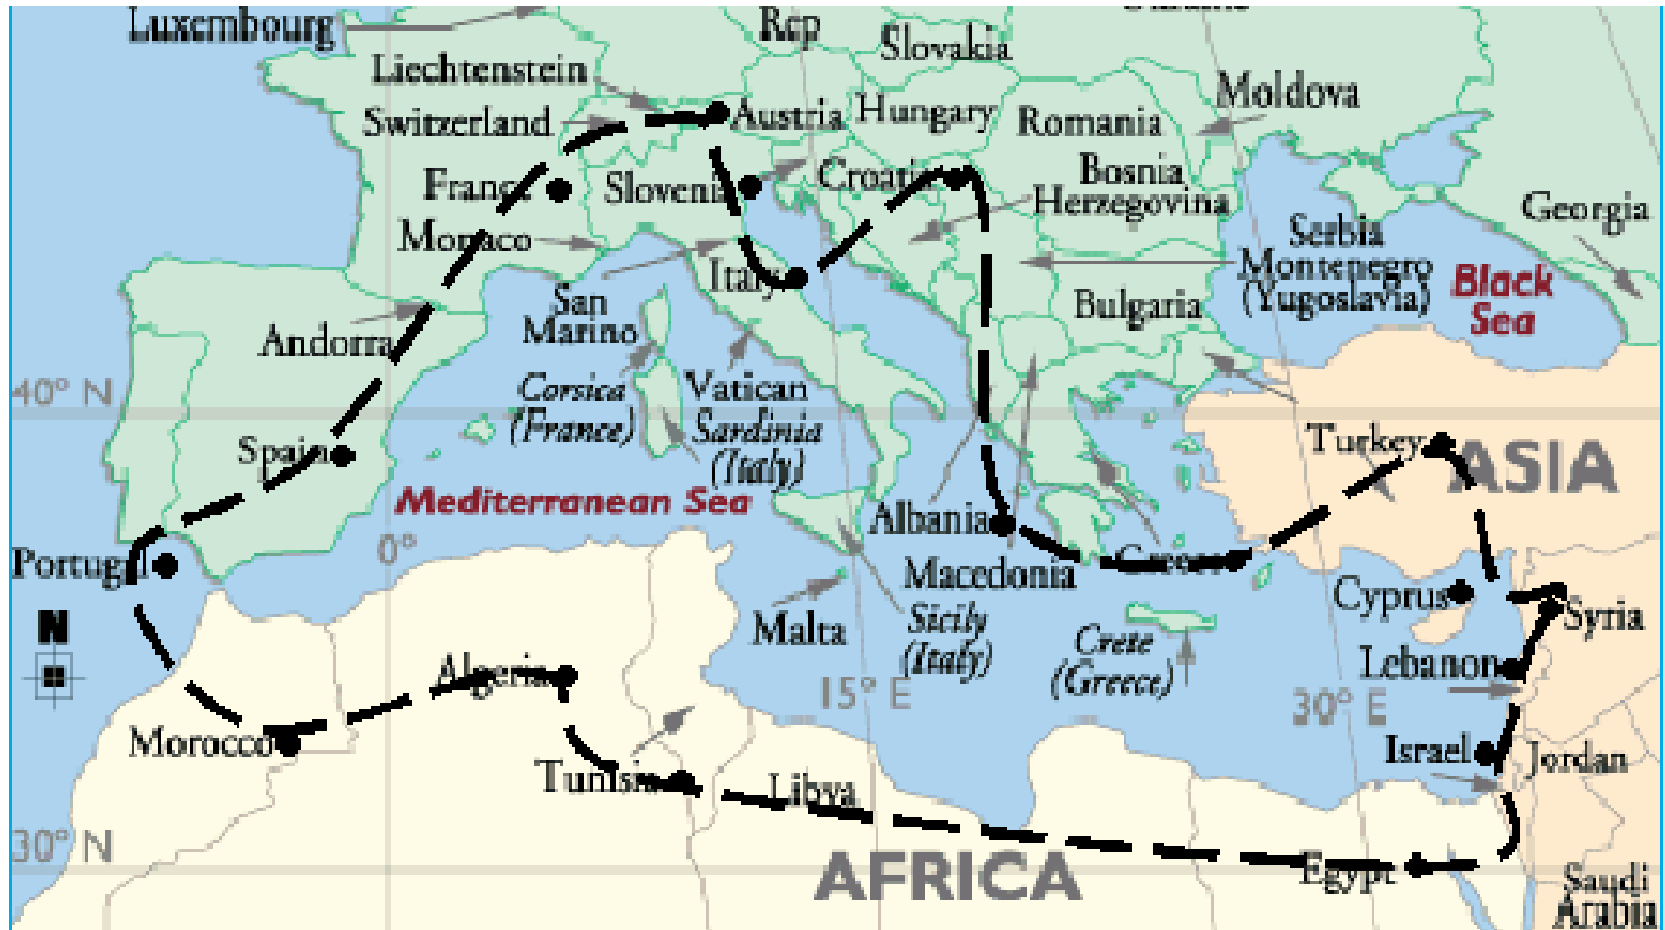 Luxembourg
Rep
Slovakia
Liechtenstein
Switzerland
Austria
Hungary
Romania
Moldova
France
Slovenia
Croatia
Bosnia
Herzegovina
Georgia
Monaco
Italy
Serbia
Montenegro
(Yugoslavia)
Black
Sea
San
Marino
Bulgaria
Andorra
40° N
Corsica
(France)
Vatican
Sardinia
(Italy)
Spain
Turkey
ASIA
Mediterranean Sea
Albania
Portugal
0°
Macedonia
Greece
Cyprus
Syria
N
Malta
Sicily
(Italy)
Crete
(Greece)
Lebanon
Algeria
15° E
30° E
Morocco
Israel
Jordan
Tunisia
Libya
30° N
AFRICA
Egypt
Saudi
Arabia